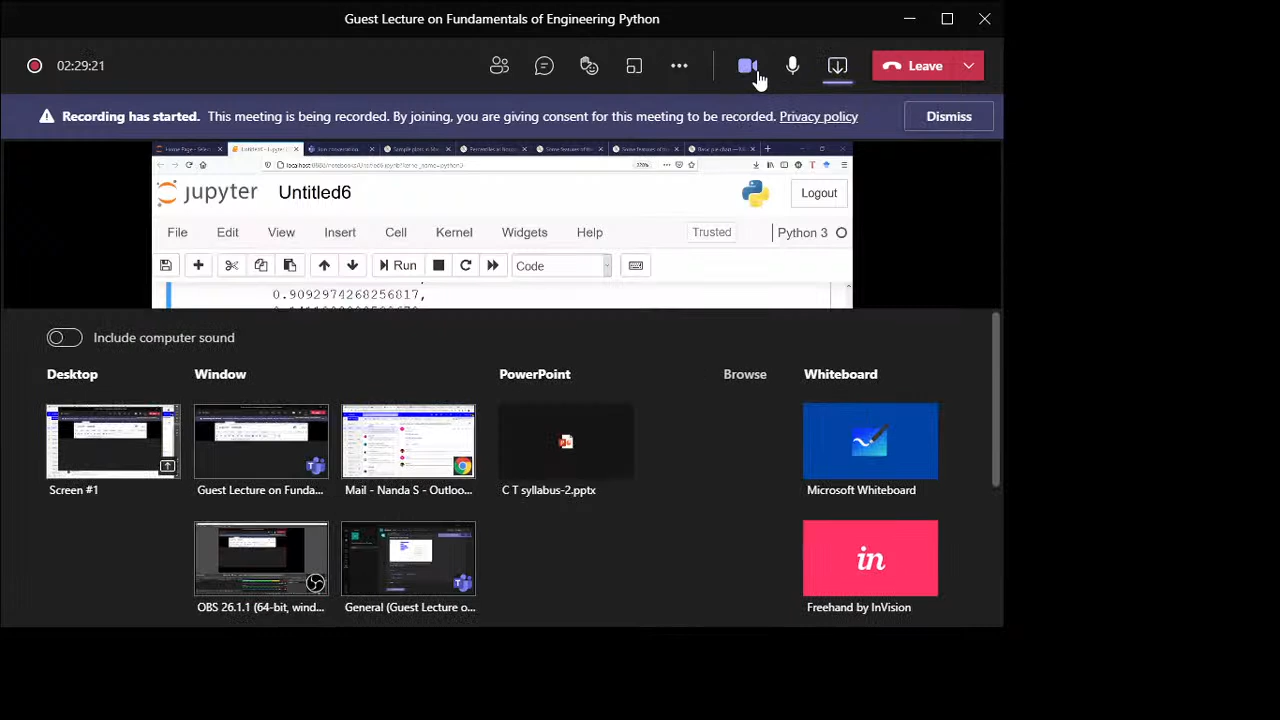 Guest Lecture on Fundamentals of Engineering Python
02:29:21
Leave
Recording has started. This meeting is being recorded. By joining, you are giving consent for this meeting to be recorded. Privacy policy
Dismiss
jupyter Untitled6
Logout
File Edit View Insert Cell Kernel Widgets Help
Trusted
Python 3
Run
Code
0.9092974268256817,
Include computer sound
Desktop
Window
PowerPoint
Browse
Whiteboard
Screen #1
Guest Lecture on Funda...
Mail - Nanda S - Outloo...
C T syllabus-2.pptx
Microsoft Whiteboard
in
OBS 26.1.1 (64-bit, wind...
General (Guest Lecture o...
Freehand by InVision